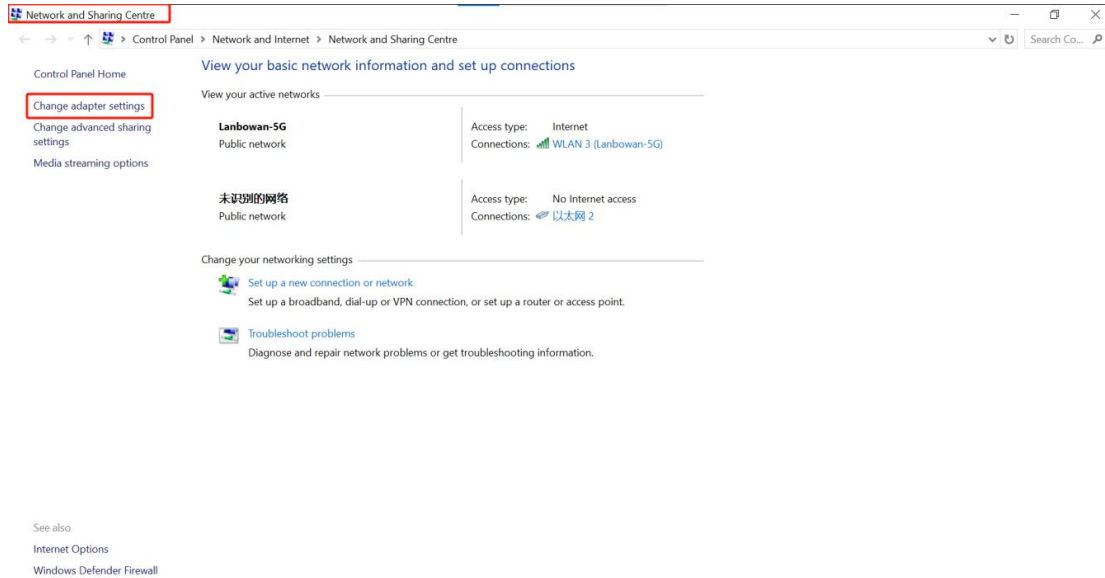 Network and Sharing Centre
Control Panel > Network and Internet > Network and Sharing Centre
Search Co...
Control Panel Home
Change adapter settings
Change advanced sharing
settings
Media streaming options
View your basic network information and set up connections
View your active networks
Lanbowan-5G
Public network
Access type: Internet
Connections: WLAN 3 (Lanbowan-5G)
未识别的网络
Public network
Access type: No Internet access
Connections: 以太网 2
Change your networking settings
Set up a new connection or network
Set up a broadband, dial-up or VPN connection, or set up a router or access point.
Troubleshoot problems
Diagnose and repair network problems or get troubleshooting information.
See also
Internet Options
Windows Defender Firewall